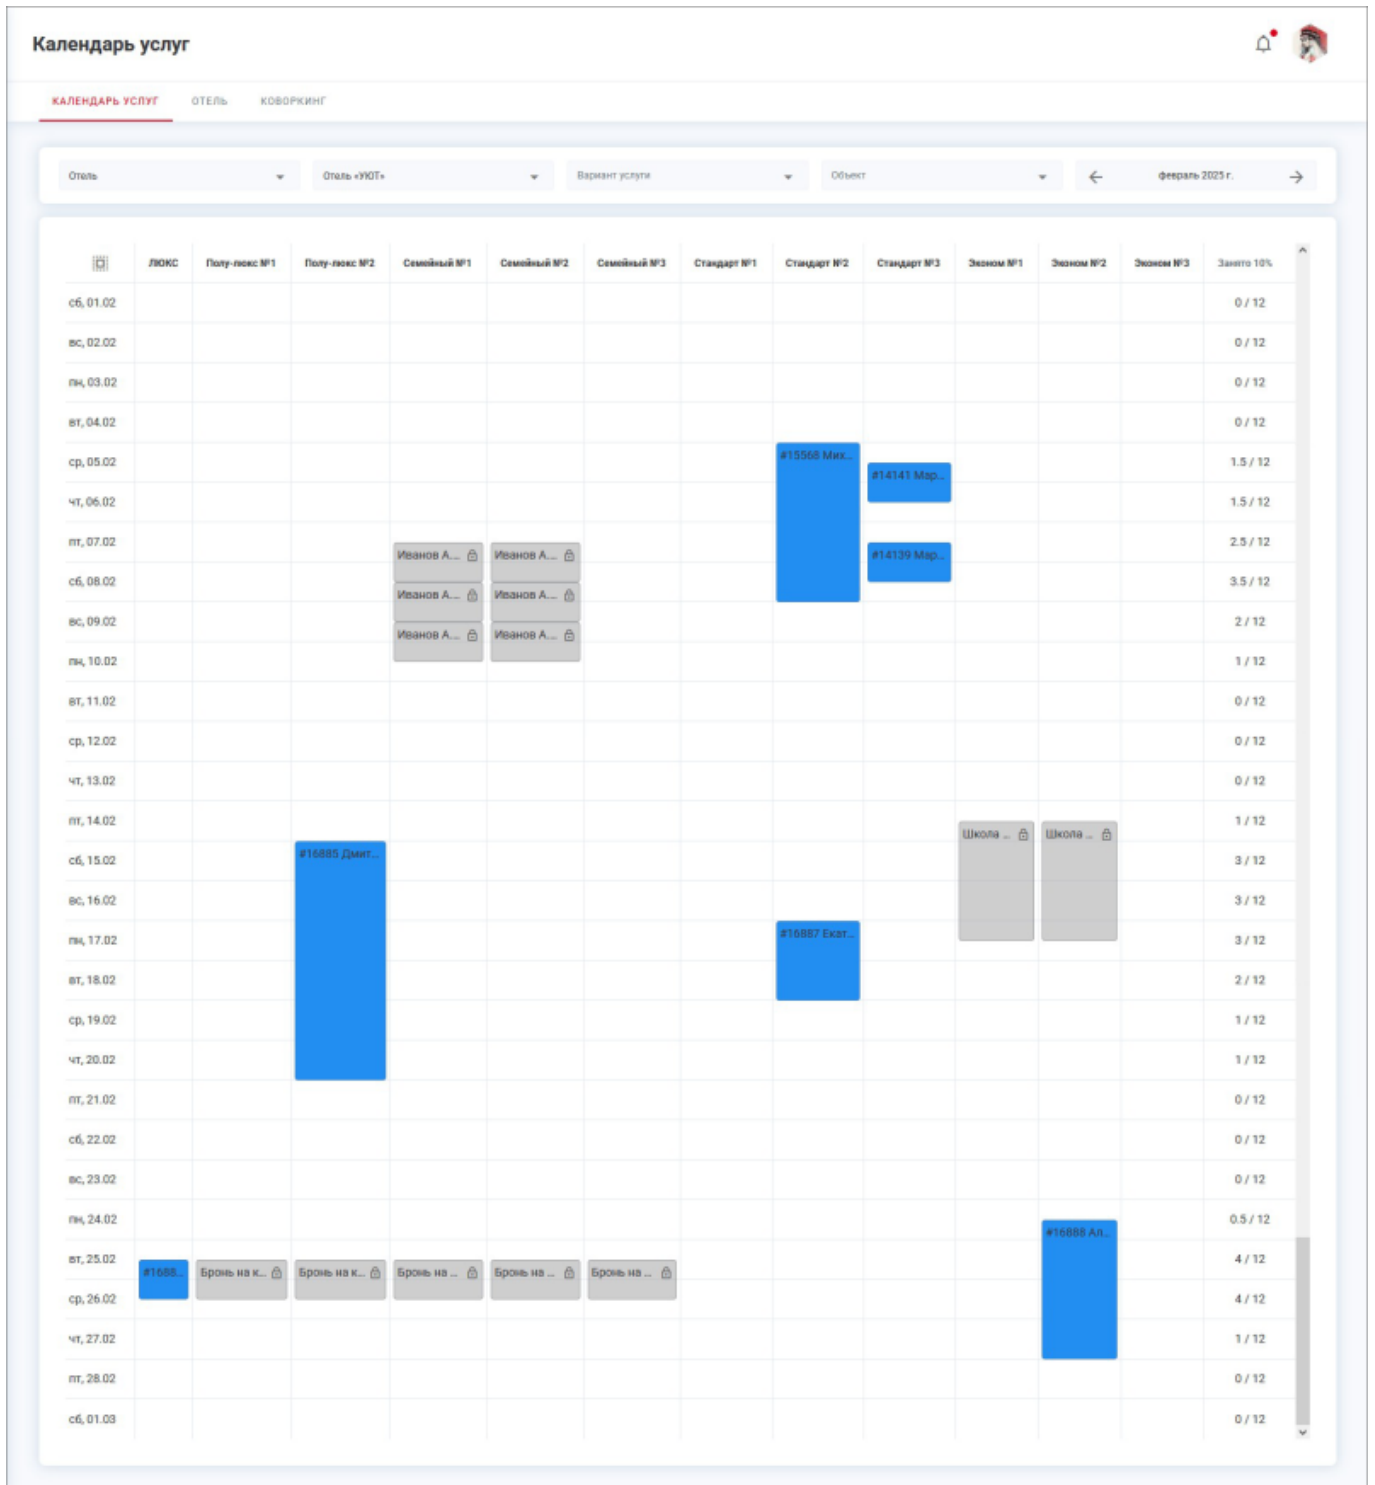 Календарь услуг
КАЛЕНДАРЬ УСЛУГ ОТЕЛЬ КОВОРКИНГ
Отель Отель «УЮТ» Вариант услуги Объект февраль 2025 г.
ЛЮКС Полу-люкс №1 Полу-люкс №2 Семейный №1 Семейный №2 Семейный №3 Стандарт №1 Стандарт №2 Стандарт №3 Эконом №1 Эконом №2 Эконом №3 Занято 10%
сб, 01.02 0 / 12
вс, 02.02 0 / 12
пн, 03.02 0 / 12
вт, 04.02 0 / 12
#15568 Мих...
ср, 05.02 1.5 / 12
#14141 Мар...
чт, 06.02 1.5 / 12
пт, 07.02 2.5 / 12
Иванов А.... Иванов А.... #14139 Мар...
сб, 08.02 3.5 / 12
Иванов А.... Иванов А....
вс, 09.02 2 / 12
Иванов А.... Иванов А....
пн, 10.02 1 / 12
вт, 11.02 0 / 12
ср, 12.02 0 / 12
чт, 13.02 0 / 12
пт, 14.02 1 / 12
Школа ... Школа ...
#16885 Дмит...
сб, 15.02 3 / 12
вс, 16.02 3 / 12
#16887 Екат...
пн, 17.02 3 / 12
вт, 18.02 2 / 12
ср, 19.02 1 / 12
чт, 20.02 1 / 12
пт, 21.02 0 / 12
сб, 22.02 0 / 12
вс, 23.02 0 / 12
пн, 24.02 0.5 / 12
#16888 Ал...
вт, 25.02 4 / 12
#1688... Бронь на к... Бронь на к... Бронь на ... Бронь на ... Бронь на ...
ср, 26.02 4 / 12
чт, 27.02 1 / 12
пт, 28.02 0 / 12
сб, 01.03 0 / 12